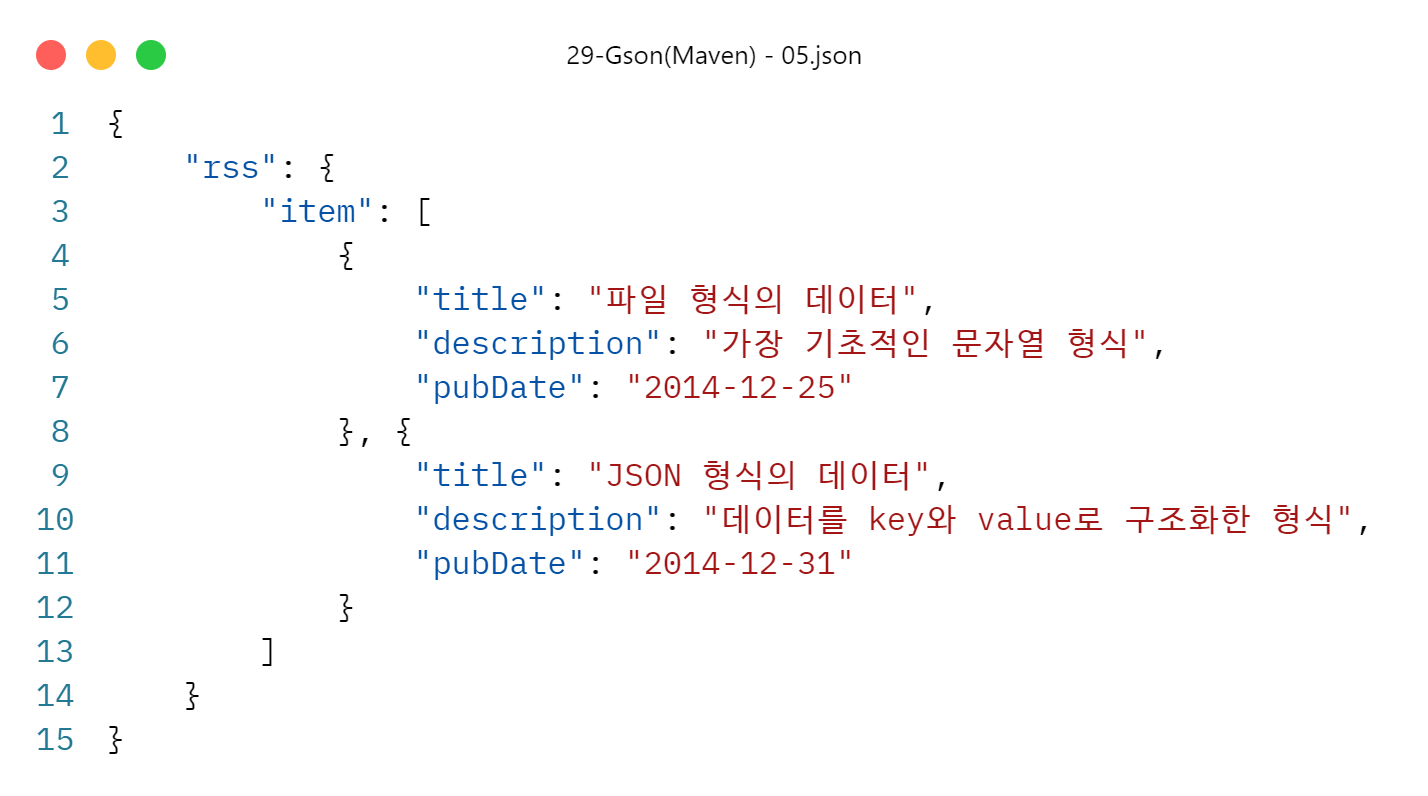 29-Gson(Maven) - 05.json
1 {
2     "rss": {
3         "item": [
4             {
5                 "title": "파일 형식의 데이터",
6                 "description": "가장 기초적인 문자열 형식",
7                 "pubDate": "2014-12-25"
8             }, {
9                 "title": "JSON 형식의 데이터",
10                 "description": "데이터를 key와 value로 구조화한 형식",
11                 "pubDate": "2014-12-31"
12             }
13         ]
14     }
15 }